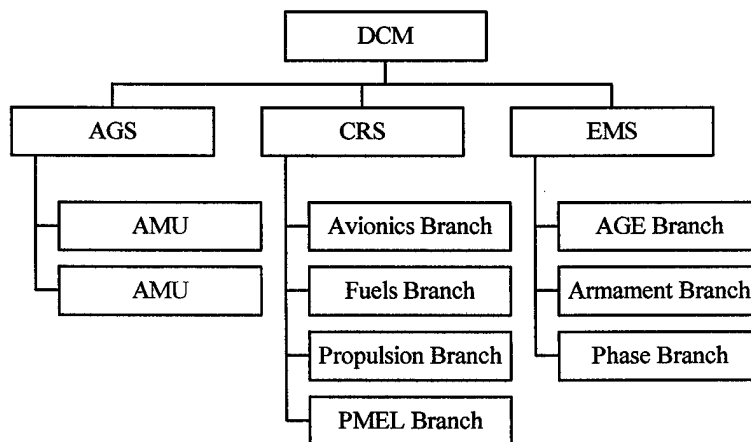 DCM
AGS
CRS
EMS
AMU
AMU
Avionics Branch
Fuels Branch
Propulsion Branch
PMEL Branch
AGE Branch
Armament Branch
Phase Branch